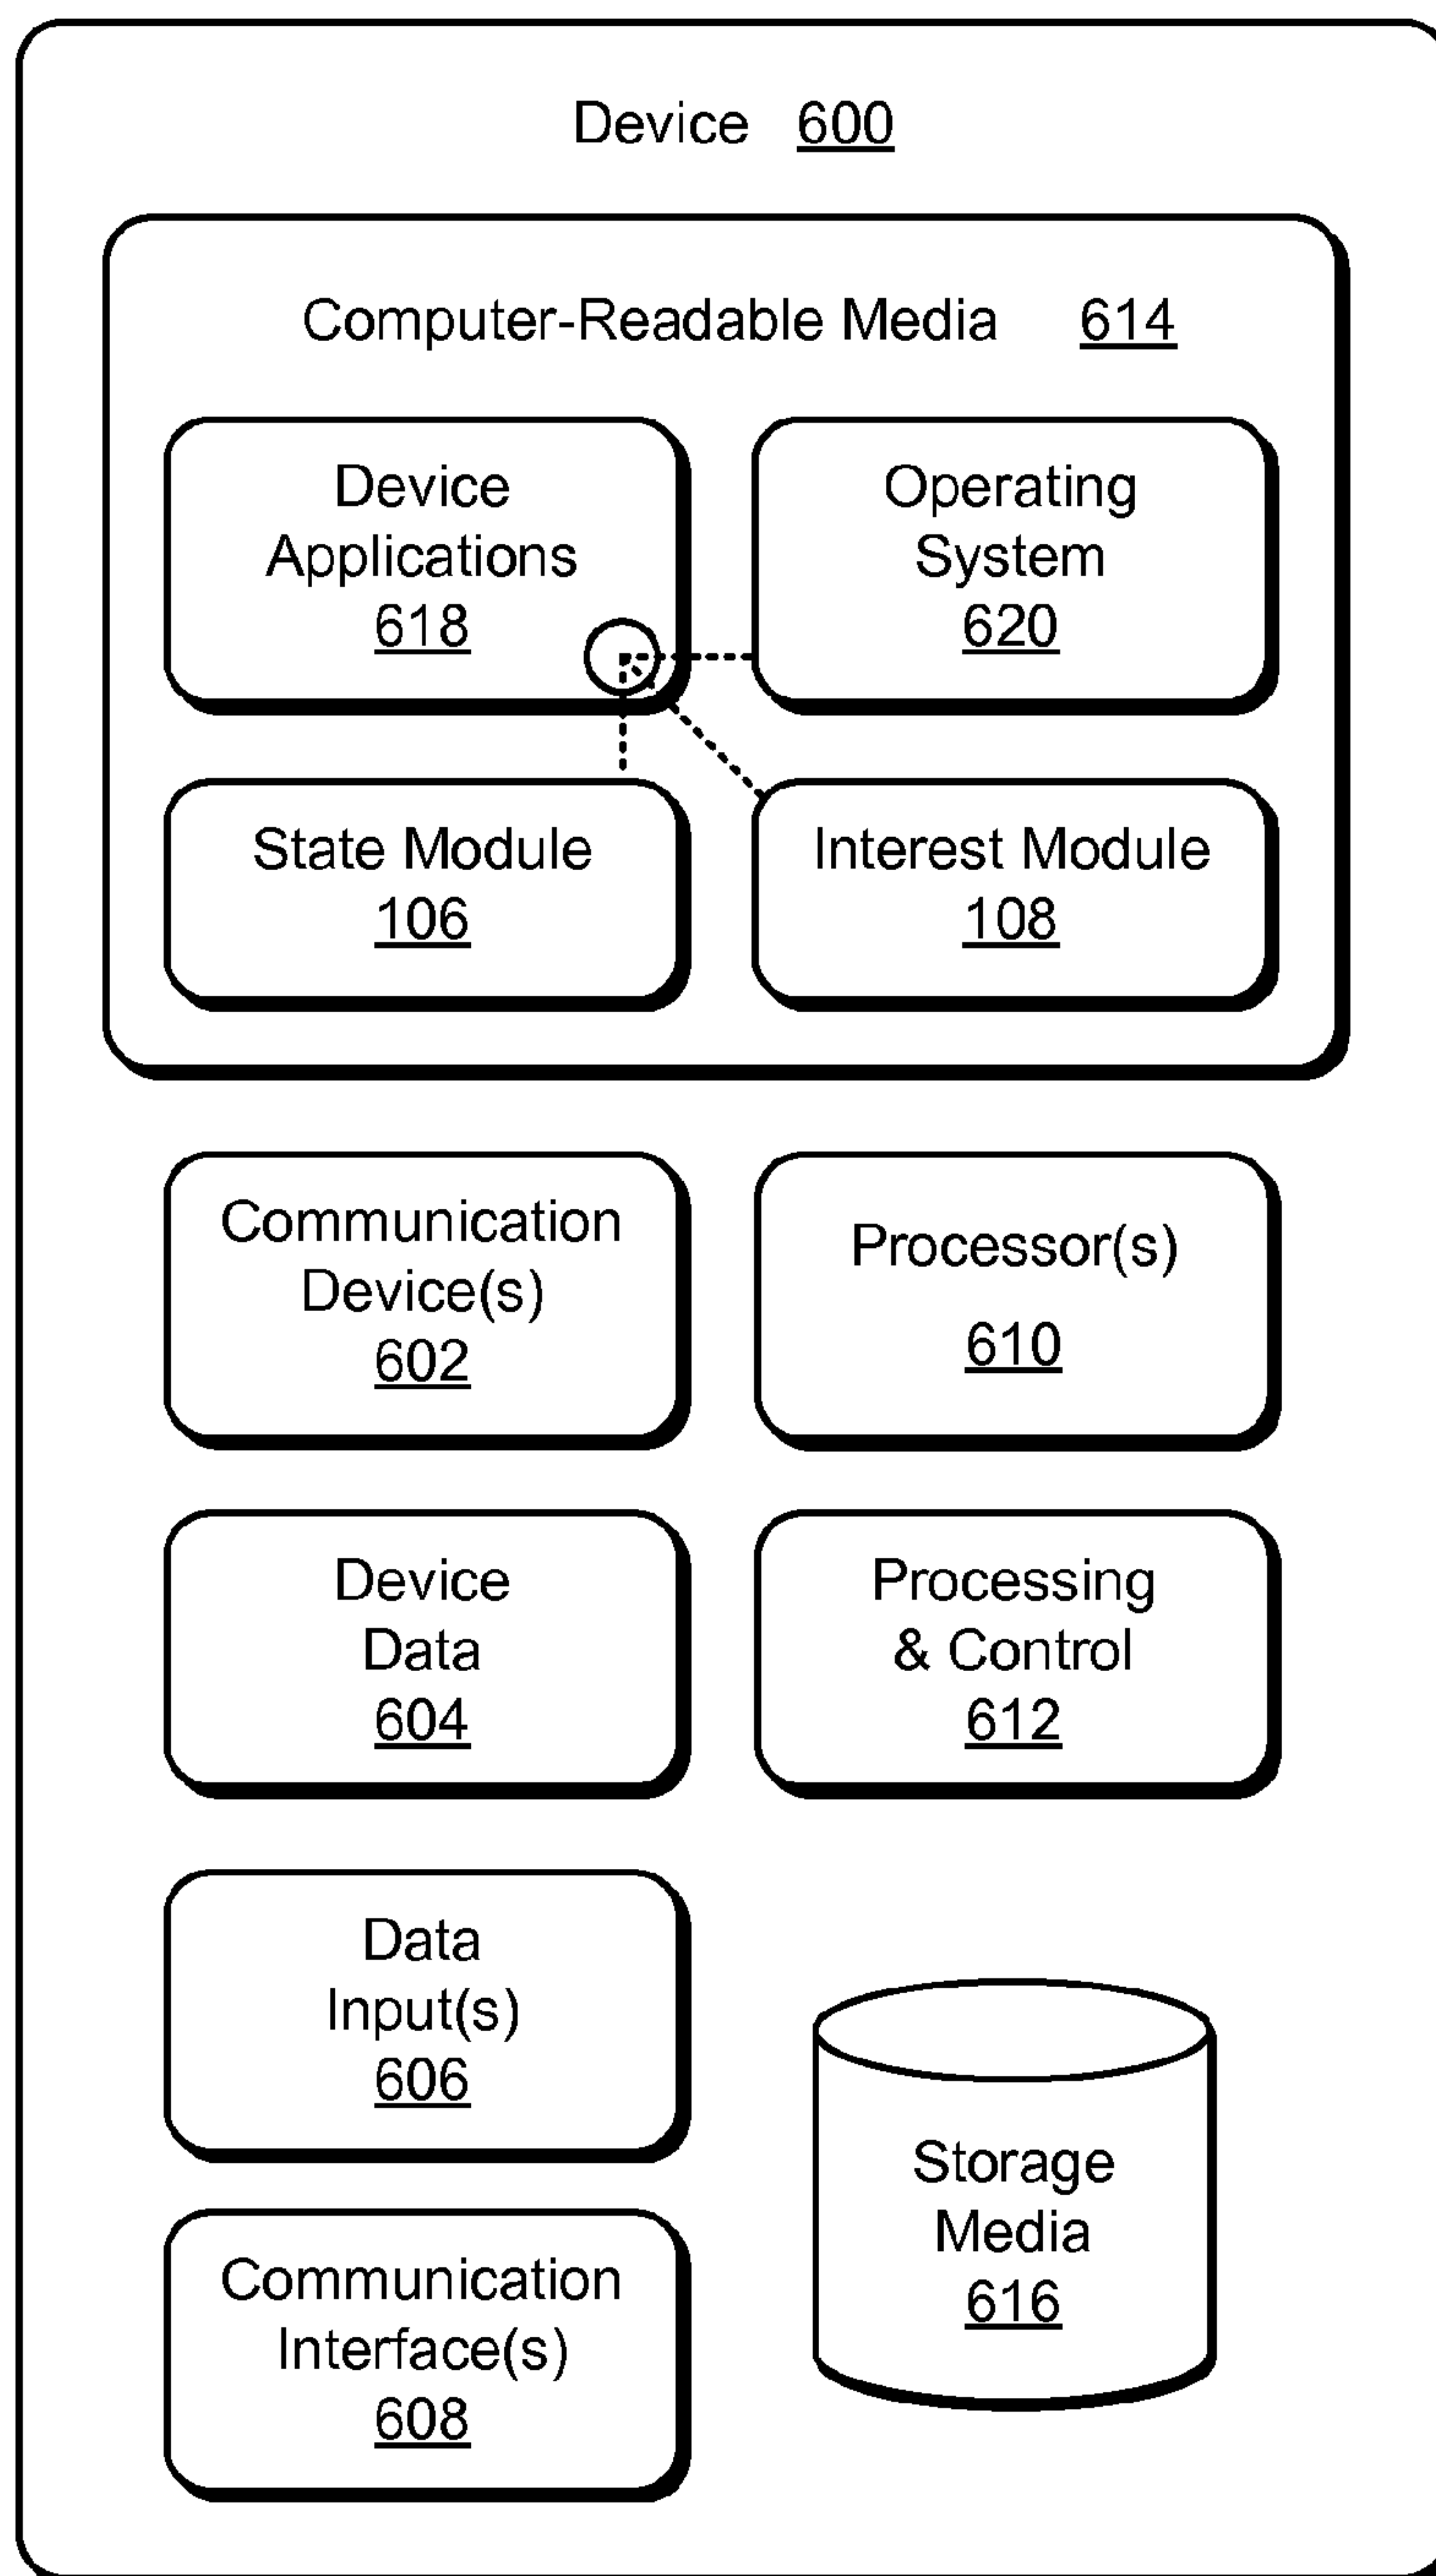 Device 600
Computer-Readable Media 614
Device
Applications
618
Operating
System
620
State Module
106
Interest Module
108
Communication
Device(s)
602
Processor(s)
610
Device
Data
604
Processing
& Control
612
Data
Input(s)
606
Storage
Media
616
Communication
Interface(s)
608